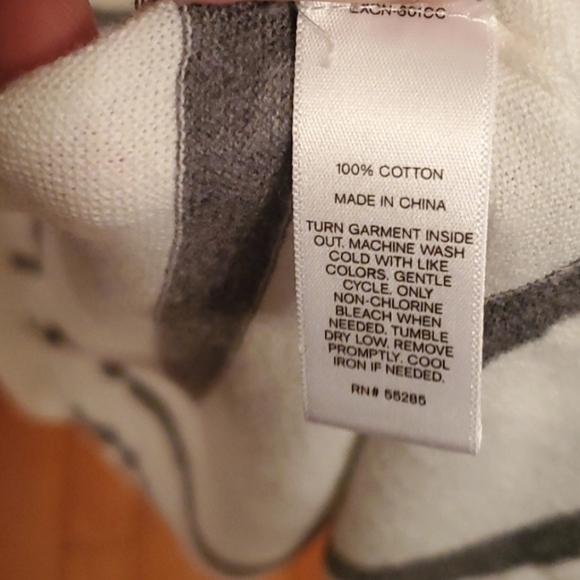 100% COTTON
MADE IN CHINA
TURN GARMENT INSIDE
OUT. MACHINE WASH
COLD WITH LIKE
COLORS. GENTLE
CYCLE. ONLY
NON-CHLORINE
BLEACH WHEN
NEEDED. TUMBLE
DRY LOW. REMOVE
PROMPTLY. COOL
IRON IF NEEDED.
RN# 55285